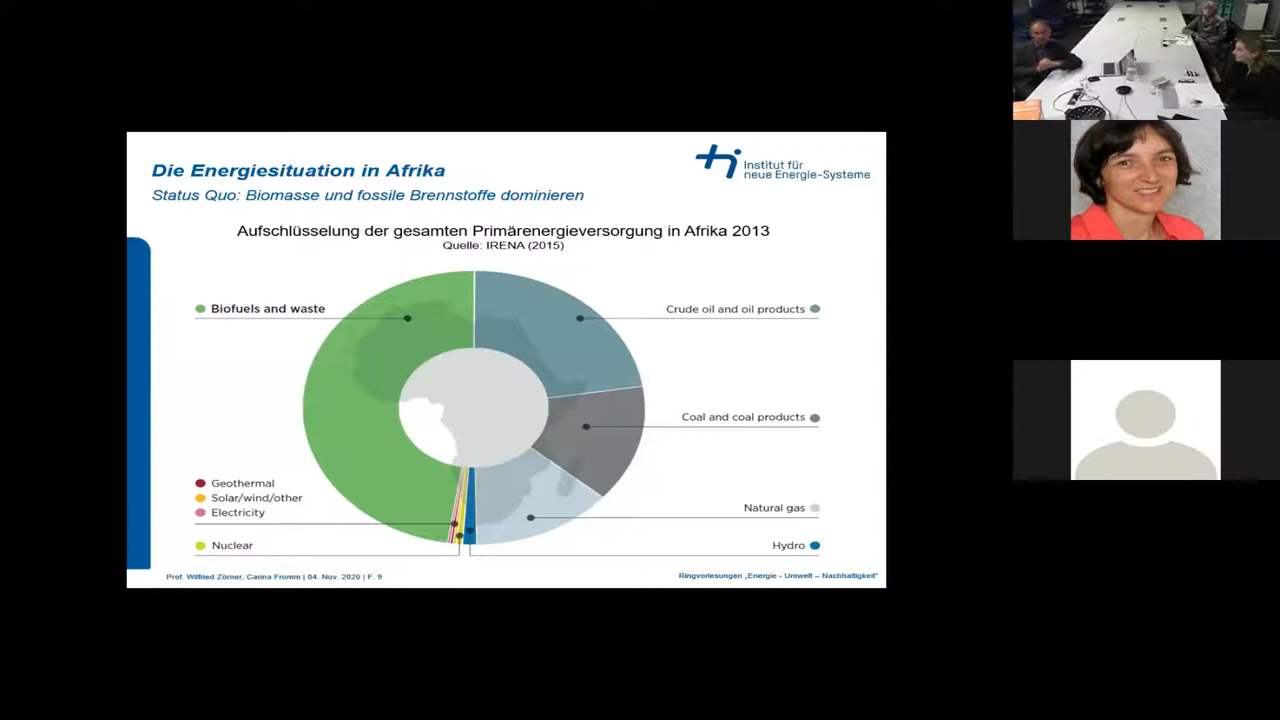 Die Energiesituation in Afrika
Status Quo: Biomasse und fossile Brennstoffe dominieren
Institut für
neue Energie-Systeme
Aufschlüsselung der gesamten Primärenergieversorgung in Afrika 2013
Quelle: IRENA (2015)
Biofuels and waste
Crude oil and oil products
Coal and coal products
Geothermal
Solar/wind/other
Electricity
Natural gas
Nuclear
Hydro
Prof. Wilfried Zörner, Carina Fromm | 04. Nov. 2020 | F. 9
Ringvorlesungen „Energie - Umwelt – Nachhaltigkeit"